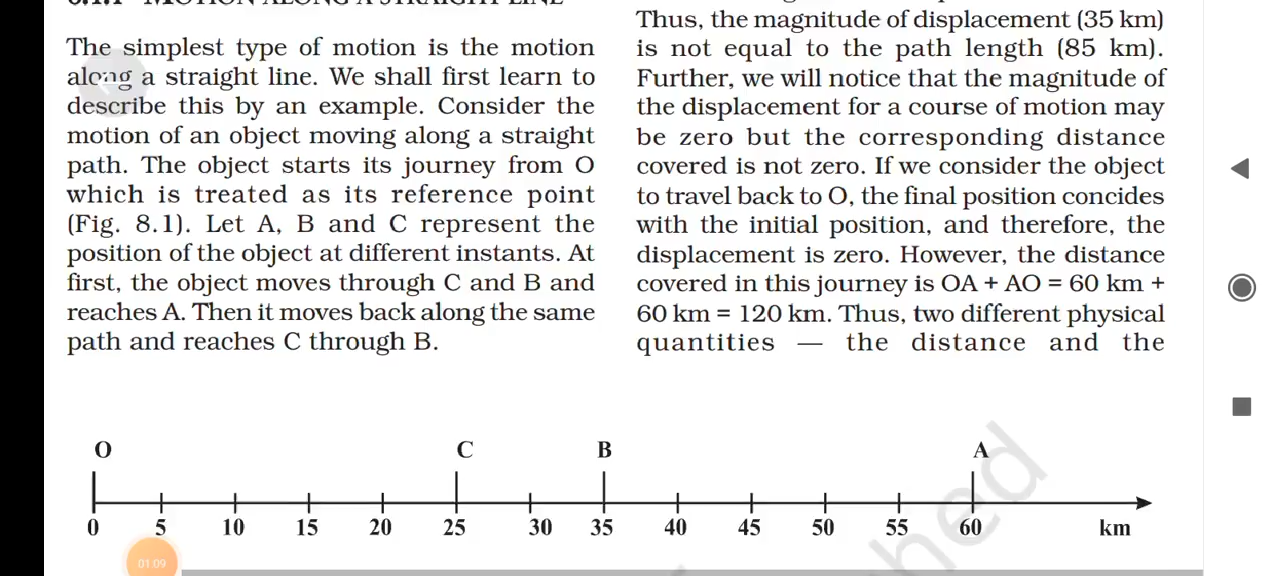 8.1.1 MOTION ALONG A STRAIGHT LINE
The simplest type of motion is the motion
along a straight line. We shall first learn to
describe this by an example. Consider the
motion of an object moving along a straight
path. The object starts its journey from O
which is treated as its reference point
(Fig. 8.1). Let A, B and C represent the
position of the object at different instants. At
first, the object moves through C and B and
reaches A. Then it moves back along the same
path and reaches C through B.
Thus, the magnitude of displacement (35 km)
is not equal to the path length (85 km).
Further, we will notice that the magnitude of
the displacement for a course of motion may
be zero but the corresponding distance
covered is not zero. If we consider the object
to travel back to O, the final position concides
with the initial position, and therefore, the
displacement is zero. However, the distance
covered in this journey is OA + AO = 60 km +
60 km = 120 km. Thus, two different physical
quantities — the distance and the
O C B A
0 5 10 15 20 25 30 35 40 45 50 55 60 km
01:09